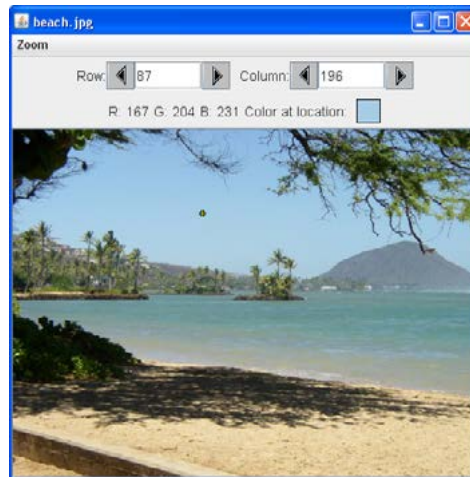 beach.jpg
Zoom
Row: 87 Column: 196
R: 167 G: 204 B: 231 Color at location: